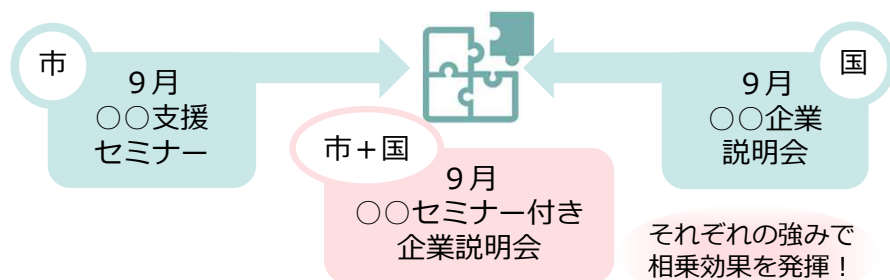 市
９月
○○支援
セミナー
市＋国
９月
○○セミナー付き
企業説明会
国
９月
○○企業
説明会
それぞれの強みで
相乗効果を発揮！